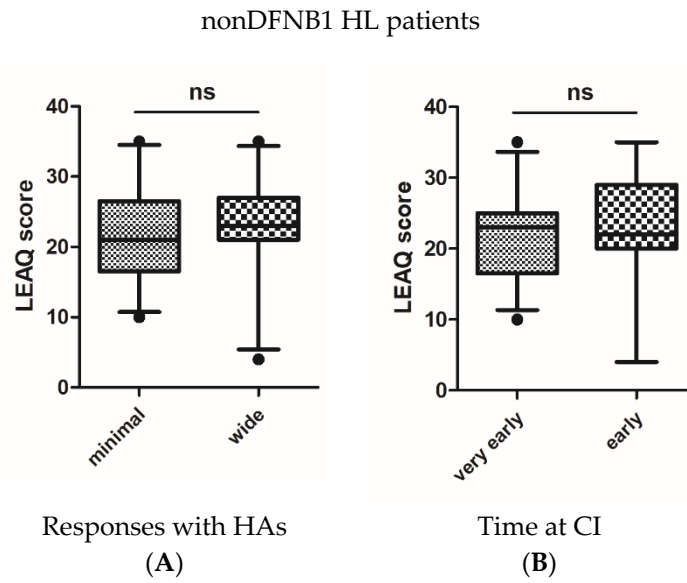 nonDFNB1 HL patients
ns
40
30
20
10
0
LEAQ score
minimal
wide
Responses with HAs
(A)
ns
40
30
20
10
0
LEAQ score
very early
early
Time at CI
(B)